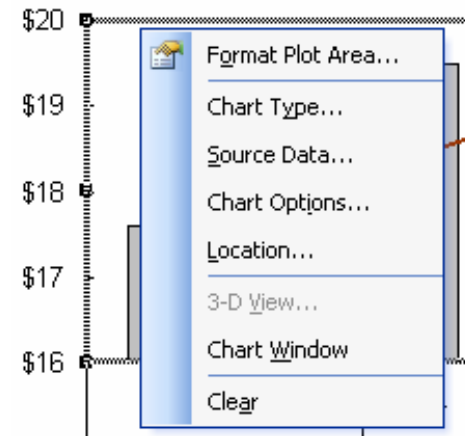 $20
$19
$18
$17
$16
Format Plot Area...
Chart Type...
Source Data...
Chart Options...
Location...
3-D View...
Chart Window
Clear